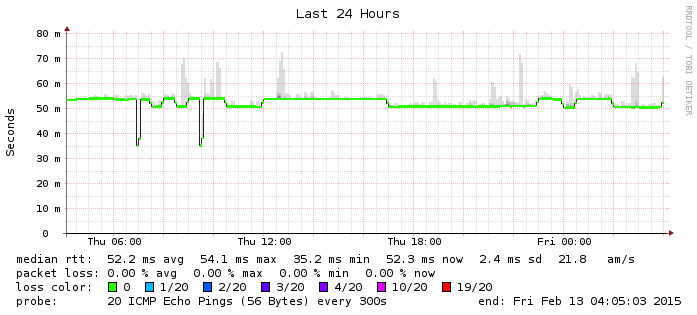 Last 24 Hours
RRDTOOL / TOBI OETIKER
80 m
70 m
60 m
50 m
40 m
30 m
20 m
10 m
0
Seconds
Thu 06:00 Thu 12:00 Thu 18:00 Fri 00:00
median rtt: 52.2 ms avg 54.1 ms max 35.2 ms min 52.3 ms now 2.4 ms sd 21.8 am/s
packet loss: 0.00 % avg 0.00 % max 0.00 % min 0.00 % now
loss color: 0 1/20 2/20 3/20 4/20 10/20 19/20
probe: 20 ICMP Echo Pings (56 Bytes) every 300s end: Fri Feb 13 04:05:03 2015